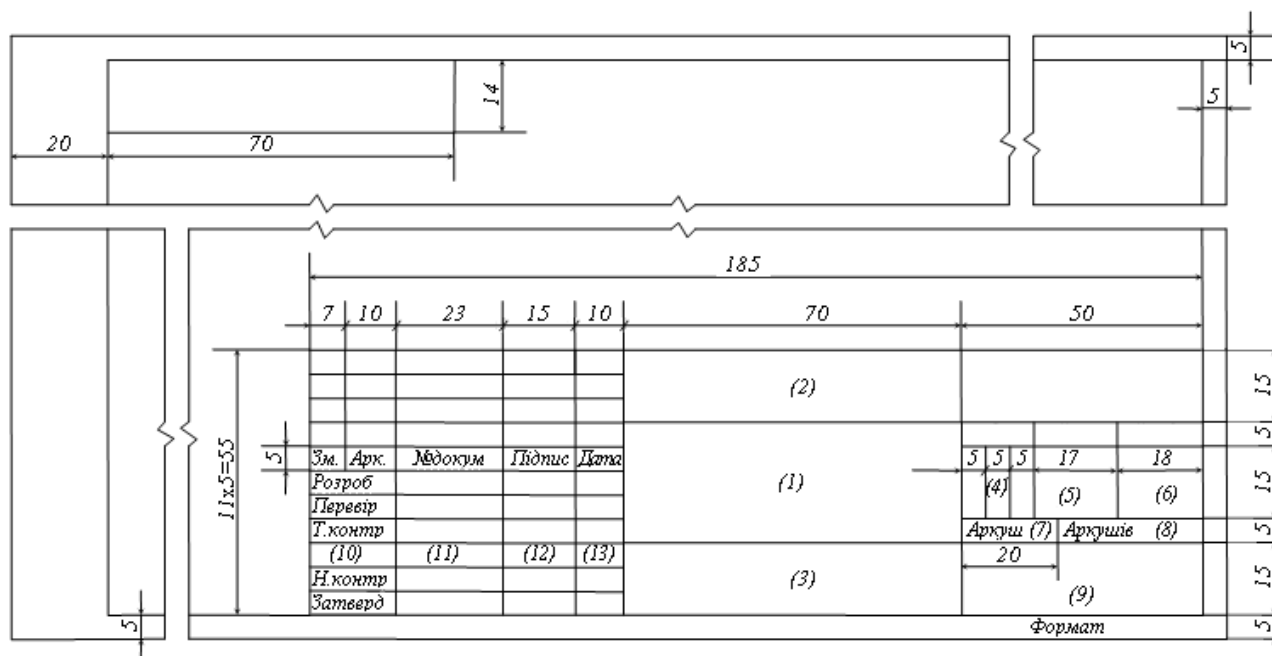 5
14
5
20 70
185
7 10 23 15 10 70 50
(2) 15
5
5 Зм. Арк. №докум Підпис Дата 5 5 5 17 18
11х5=55 Розроб (1) (4) (5) (6) 15
Перевір
Т.контр Аркуш (7) Аркушів (8) 5
(10) (11) (12) (13) 20
Н.контр (3) 15
Затверд (9)
5 Формат 5